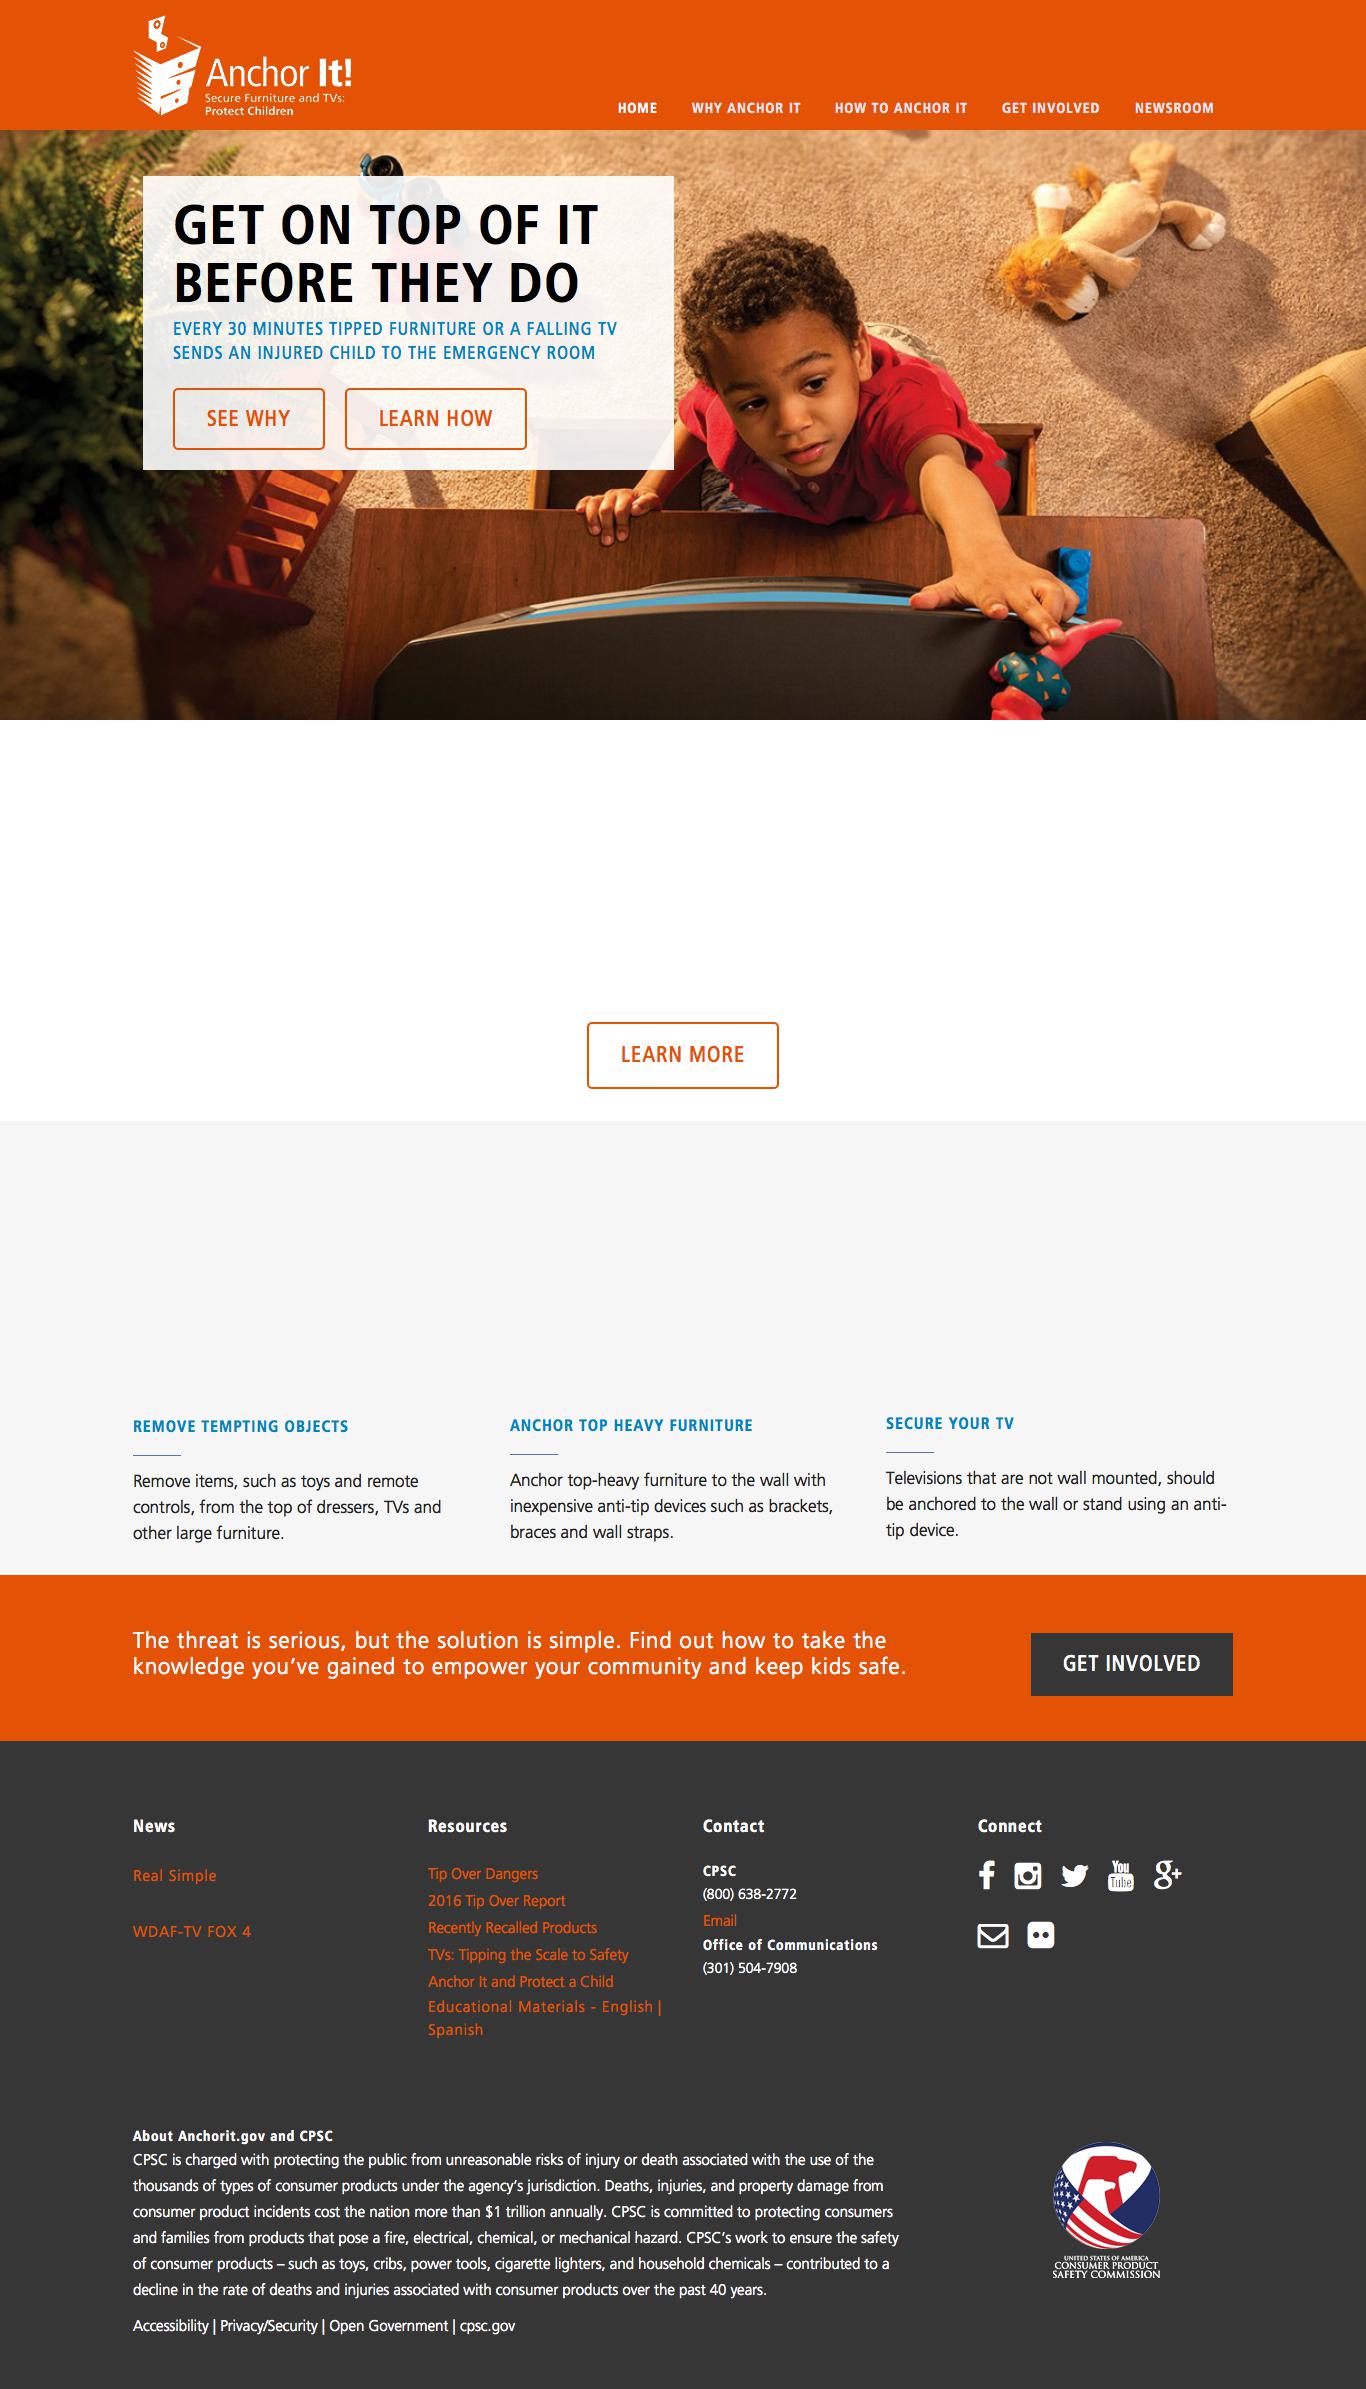 Anchor It!
Secure Furniture and TVs:
Protect Children
HOME WHY ANCHOR IT HOW TO ANCHOR IT GET INVOLVED NEWSROOM
GET ON TOP OF IT
BEFORE THEY DO
EVERY 30 MINUTES TIPPED FURNITURE OR A FALLING TV
SENDS AN INJURED CHILD TO THE EMERGENCY ROOM
SEE WHY LEARN HOW
LEARN MORE
REMOVE TEMPTING OBJECTS
Remove items, such as toys and remote
controls, from the top of dressers, TVs and
other large furniture.
ANCHOR TOP HEAVY FURNITURE
Anchor top-heavy furniture to the wall with
inexpensive anti-tip devices such as brackets,
braces and wall straps.
SECURE YOUR TV
Televisions that are not wall mounted, should
be anchored to the wall or stand using an anti-
tip device.
The threat is serious, but the solution is simple. Find out how to take the
knowledge you’ve gained to empower your community and keep kids safe.
GET INVOLVED
News
Real Simple
WDAF-TV FOX 4
Resources
Tip Over Dangers
2016 Tip Over Report
Recently Recalled Products
TVs: Tipping the Scale to Safety
Anchor It and Protect a Child
Educational Materials - English |
Spanish
Contact
CPSC
(800) 638-2772
Email
Office of Communications
(301) 504-7908
Connect
You
Tube
g+
About Anchorit.gov and CPSC
CPSC is charged with protecting the public from unreasonable risks of injury or death associated with the use of the
thousands of types of consumer products under the agency’s jurisdiction. Deaths, injuries, and property damage from
consumer product incidents cost the nation more than $1 trillion annually. CPSC is committed to protecting consumers
and families from products that pose a fire, electrical, chemical, or mechanical hazard. CPSC’s work to ensure the safety
of consumer products – such as toys, cribs, power tools, cigarette lighters, and household chemicals – contributed to a
decline in the rate of deaths and injuries associated with consumer products over the past 40 years.
Accessibility | Privacy/Security | Open Government | cpsc.gov
UNITED STATES OF AMERICA
CONSUMER PRODUCT
SAFETY COMMISSION